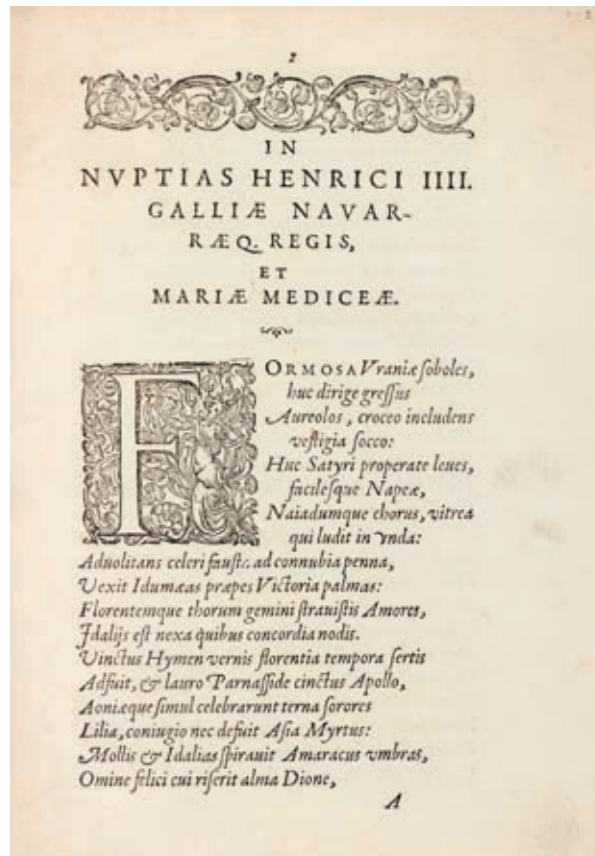 1
IN
NVPTIAS HENRICI IIII.
GALLIÆ NAVAR-
RÆQ. REGIS,
ET
MARIÆ MEDICEÆ.
FORMOSA Vraniæ ſoboles,
huc dirige greſſus
Aureolos, croceo includens
veſtigia ſocco:
Huc Satyri properate leues,
facileſque Napeæ,
Naiadumque chorus, vitrea
qui ludit in vnda:
Aduolitans celeri ad connubia penna,
Vexit Idumæas præpes Victoria palmas:
Florentemque thorum gemini ſtrauiſtis Amores,
Idalijs eſt nexa quibus concordia nodis.
Vinctus Hymen vernis florentia tempora ſertis
Adfuit, & lauro Parnaſſide cinctus Apollo,
Aoniæque ſimul celebrarunt terna ſorores
Lilia, coniugio nec defuit Aſia Myrtus:
Mollis & Idalias ſpirauit Amaracus vmbras,
Omine felici cui riſerit alma Dione,
A